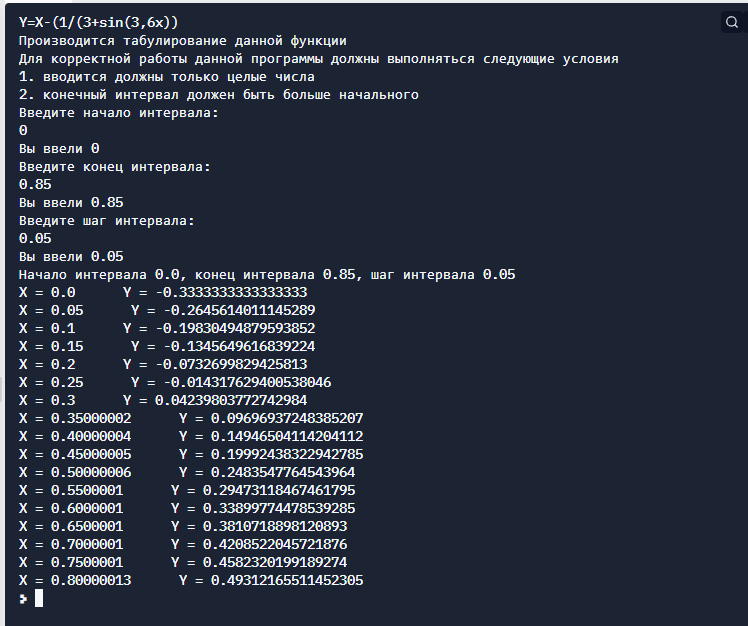 Y=X-(1/(3+sin(3,6x))
Производится табулирование данной функции
Для корректной работы данной программы должны выполняться следующие условия
1. вводится должны только целые числа
2. конечный интервал должен быть больше начального
Введите начало интервала:
0
Вы ввели 0
Введите конец интервала:
0.85
Вы ввели 0.85
Введите шаг интервала:
0.05
Вы ввели 0.05
Начало интервала 0.0, конец интервала 0.85, шаг интервала 0.05
X = 0.0      Y = -0.3333333333333333
X = 0.05      Y = -0.2645614011145289
X = 0.1      Y = -0.19830494879593852
X = 0.15      Y = -0.1345649616839224
X = 0.2      Y = -0.0732699829425813
X = 0.25      Y = -0.014317629400538046
X = 0.3      Y = 0.04239803772742984
X = 0.35000002      Y = 0.09696937248385207
X = 0.40000004      Y = 0.14946504114204112
X = 0.45000005      Y = 0.19992438322942785
X = 0.50000006      Y = 0.2483547764543964
X = 0.5500001      Y = 0.29473118467461795
X = 0.6000001      Y = 0.33899774478539285
X = 0.6500001      Y = 0.3810718898120893
X = 0.7000001      Y = 0.4208522045721876
X = 0.7500001      Y = 0.4582320199189274
X = 0.80000013      Y = 0.49312165511452305